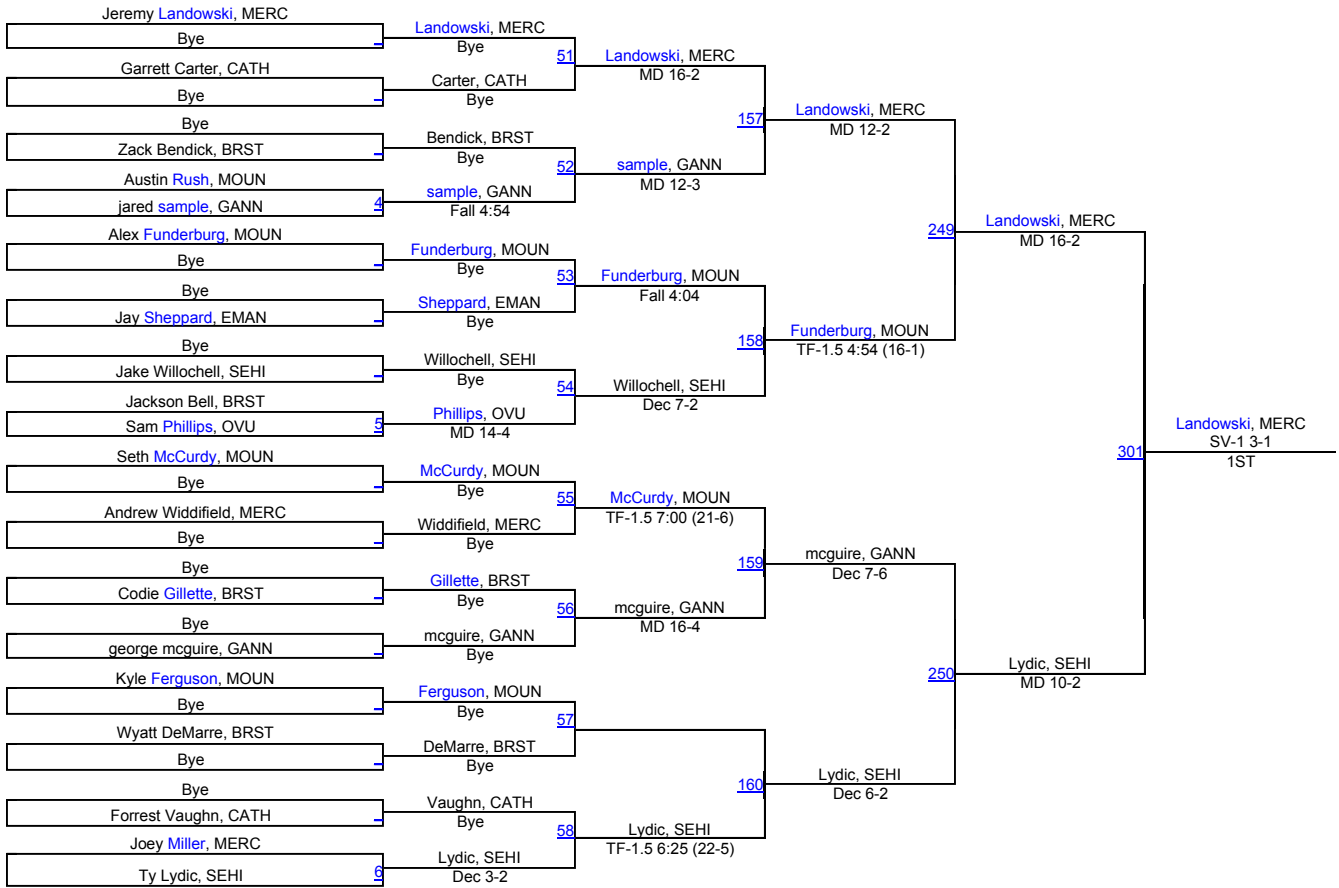 Jeremy Landowski, MERC
Bye
Garrett Carter, CATH
Bye
Bye
Zack Bendick, BRST
Austin Rush, MOUN
jared sample, GANN
4
Alex Funderburg, MOUN
Bye
Bye
Jay Sheppard, EMAN
Bye
Jake Willochell, SEHI
Jackson Bell, BRST
Sam Phillips, OVU
5
Seth McCurdy, MOUN
Bye
Andrew Widdifield, MERC
Bye
Bye
Codie Gillette, BRST
Bye
george mcguire, GANN
Kyle Ferguson, MOUN
Bye
Wyatt DeMarre, BRST
Bye
Bye
Forrest Vaughn, CATH
Joey Miller, MERC
Ty Lydic, SEHI
6
Landowski, MERC
Bye
51
Carter, CATH
Bye
Bendick, BRST
Bye
52
sample, GANN
Fall 4:54
Funderburg, MOUN
Bye
53
Sheppard, EMAN
Bye
Willochell, SEHI
Bye
54
Phillips, OVU
MD 14-4
McCurdy, MOUN
Bye
55
Widdifield, MERC
Bye
Gillette, BRST
Bye
56
mcguire, GANN
Bye
Ferguson, MOUN
Bye
57
DeMarre, BRST
Bye
Vaughn, CATH
Bye
58
Lydic, SEHI
Dec 3-2
Landowski, MERC
MD 16-2
157
sample, GANN
MD 12-3
Funderburg, MOUN
Fall 4:04
158
Willochell, SEHI
Dec 7-2
McCurdy, MOUN
TF-1.5 7:00 (21-6)
159
mcguire, GANN
MD 16-4
160
Lydic, SEHI
TF-1.5 6:25 (22-5)
Landowski, MERC
MD 12-2
249
Funderburg, MOUN
TF-1.5 4:54 (16-1)
mcguire, GANN
Dec 7-6
250
Lydic, SEHI
Dec 6-2
Landowski, MERC
MD 16-2
301
Lydic, SEHI
MD 10-2
Landowski, MERC
SV-1 3-1
1ST